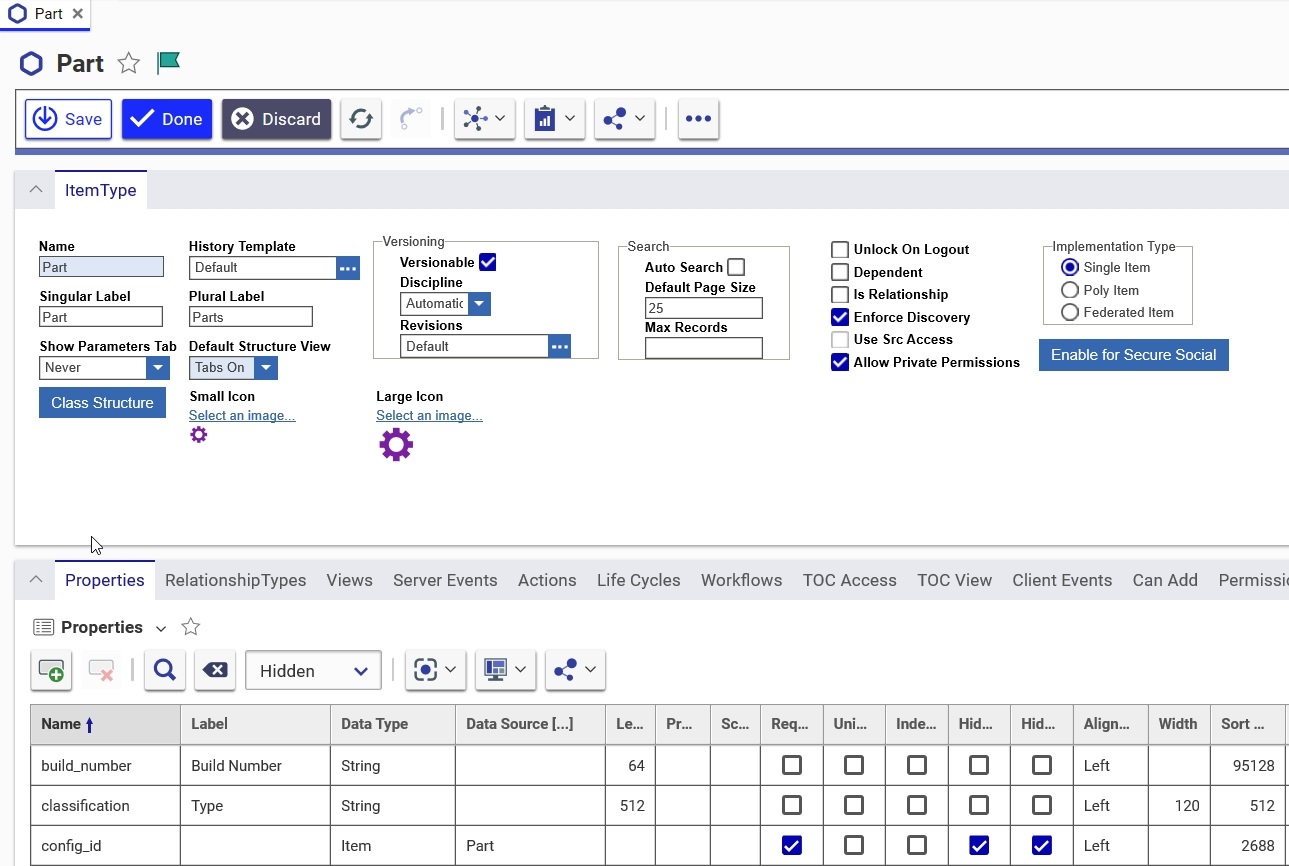 Part
Part
Save Done Discard
ItemType
Name History Template Versioning Search Unlock On Logout Implementation Type
Part Default Versionable Auto Search Dependent Single Item
Singular Label Plural Label Discipline Default Page Size Is Relationship Poly Item
Part Parts Automatic 25 Enforce Discovery Federated Item
Show Parameters Tab Default Structure View Revisions Max Records Use Src Access
Never Tabs On Default Allow Private Permissions Enable for Secure Social
Class Structure Small Icon Large Icon
Select an image... Select an image...
Properties RelationshipTypes Views Server Events Actions Life Cycles Workflows TOC Access TOC View Client Events Can Add Permissio
Properties
Hidden
Name Label Data Type Data Source [...] Le... Pr... Sc... Req... Uni... Inde... Hid... Hid... Align... Width Sort ...
build_number Build Number String 64 Left 95128
classification Type String 512 Left 120 512
config_id Item Part Left 2688